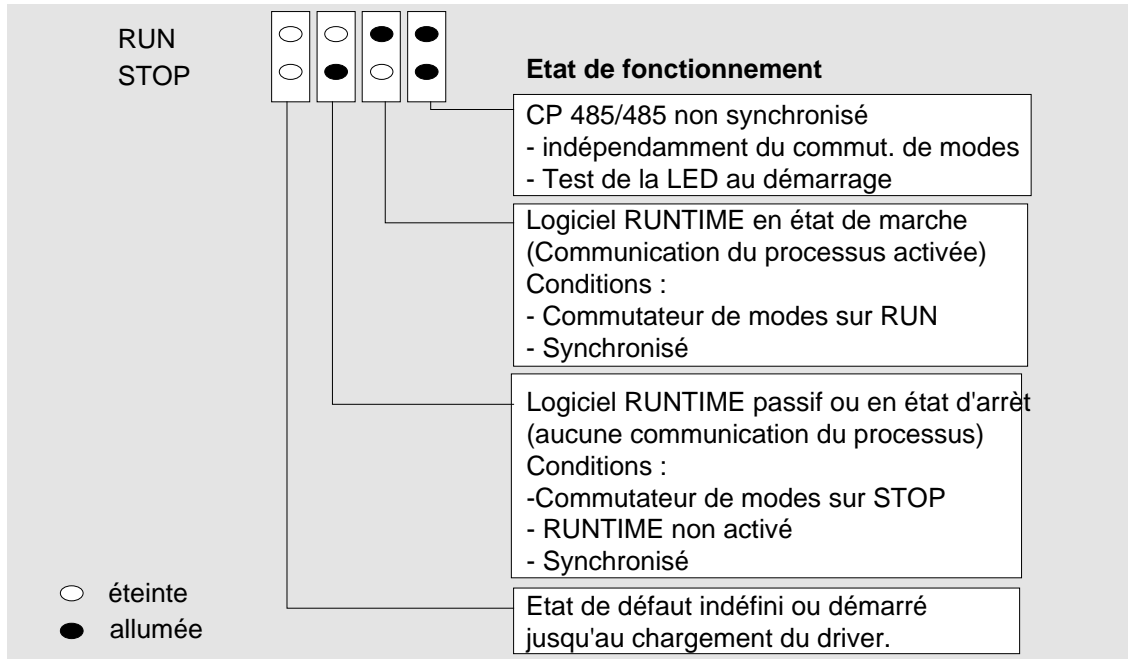 RUN
STOP
Etat de fonctionnement
CP 485/485 non synchronisé
- indépendamment du commut. de modes
- Test de la LED au démarrage
Logiciel RUNTIME en état de marche
(Communication du processus activée)
Conditions :
- Commutateur de modes sur RUN
- Synchronisé
Logiciel RUNTIME passif ou en état d'arrèt
(aucune communication du processus)
Conditions :
-Commutateur de modes sur STOP
- RUNTIME non activé
- Synchronisé
Etat de défaut indéfini ou démarré
jusqu'au chargement du driver.
éteinte
allumée